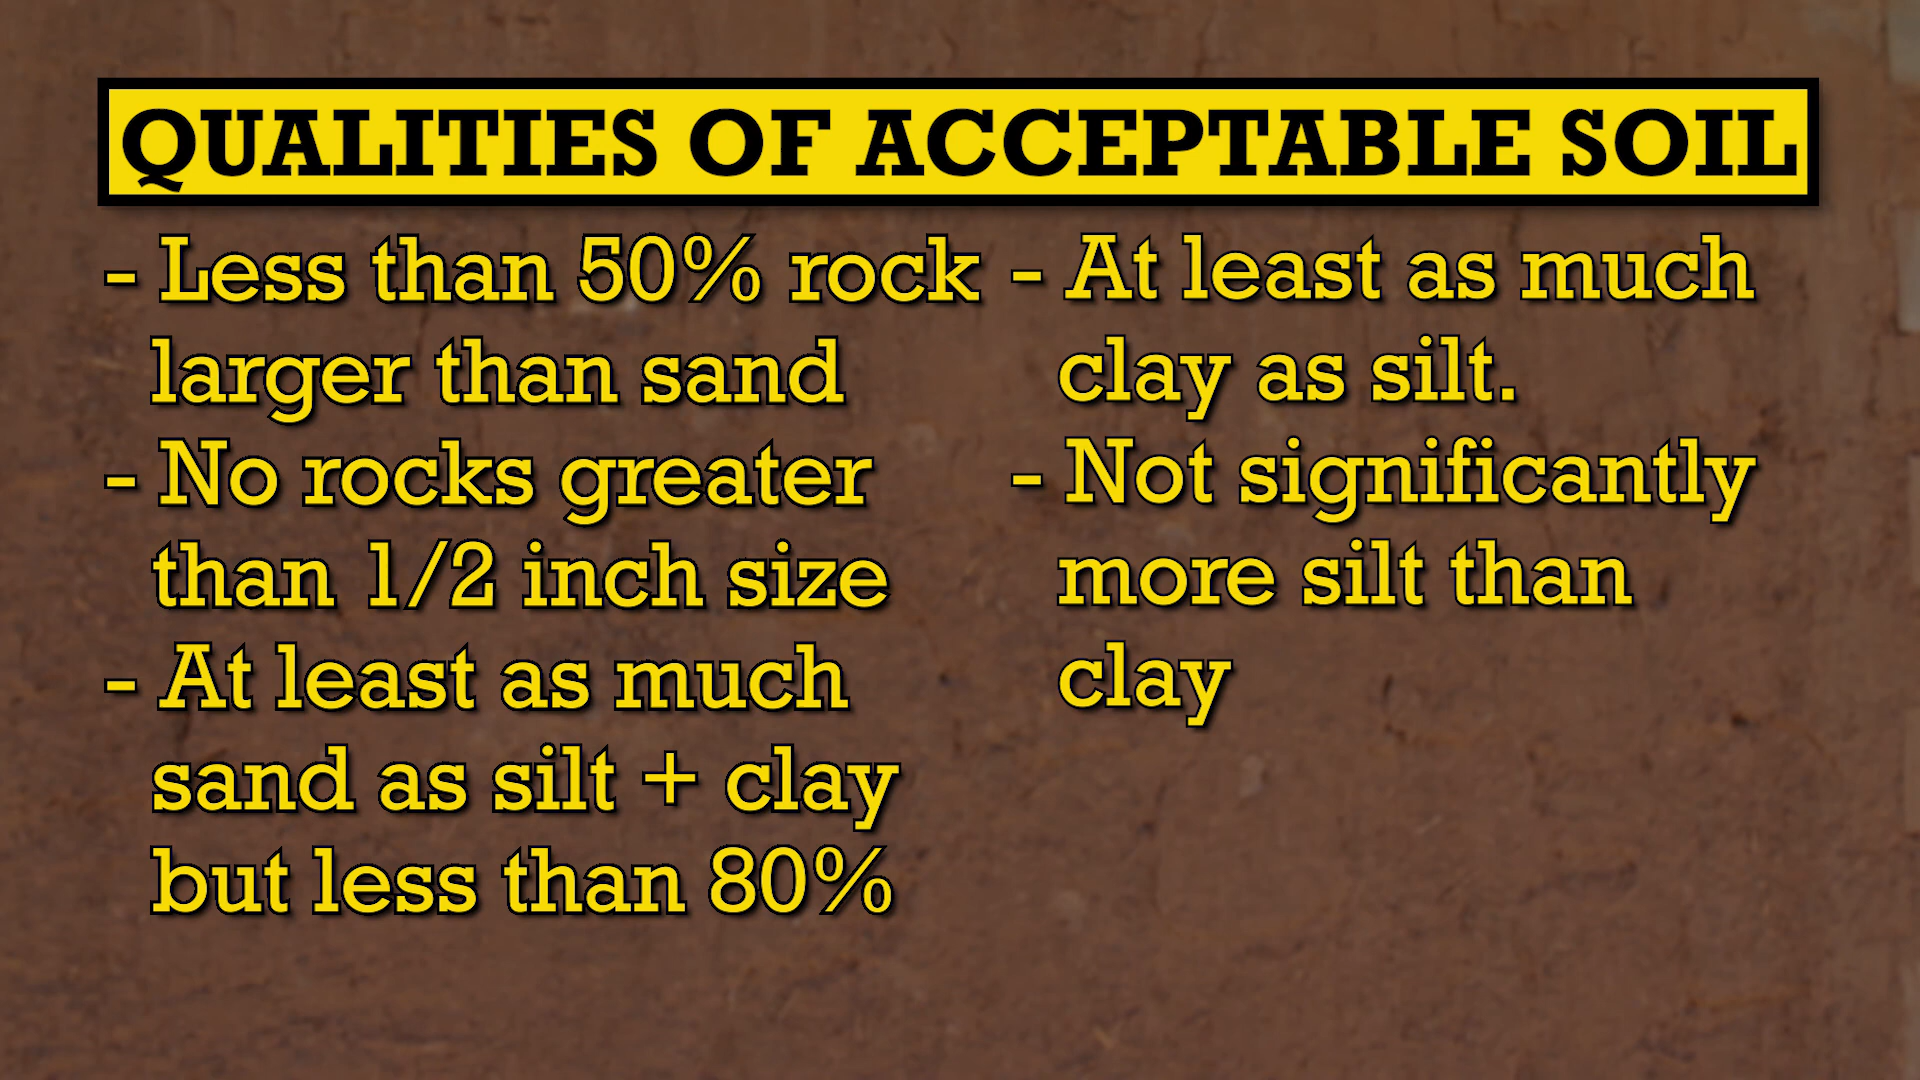 QUALITIES OF ACCEPTABLE SOIL
- Less than 50% rock
larger than sand
- No rocks greater
than 1/2 inch size
- At least as much
sand as silt + clay
but less than 80%
- At least as much
clay as silt.
- Not significantly
more silt than
clay